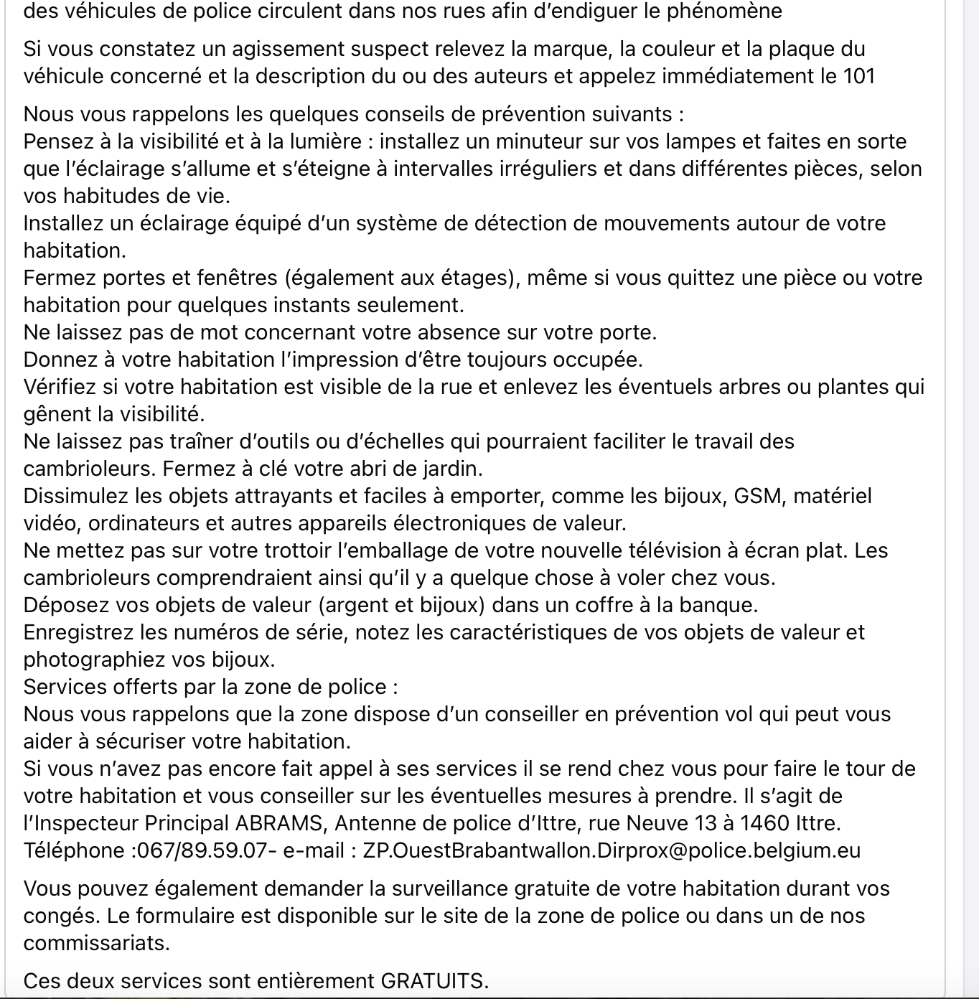 des véhicules de police circulent dans nos rues afin d’endiguer le phénomène
Si vous constatez un agissement suspect relevez la marque, la couleur et la plaque du
véhicule concerné et la description du ou des auteurs et appelez immédiatement le 101
Nous vous rappelons les quelques conseils de prévention suivants :
Pensez à la visibilité et à la lumière : installez un minuteur sur vos lampes et faites en sorte
que l’éclairage s’allume et s’éteigne à intervalles irréguliers et dans différentes pièces, selon
vos habitudes de vie.
Installez un éclairage équipé d’un système de détection de mouvements autour de votre
habitation.
Fermez portes et fenêtres (également aux étages), même si vous quittez une pièce ou votre
habitation pour quelques instants seulement.
Ne laissez pas de mot concernant votre absence sur votre porte.
Donnez à votre habitation l’impression d’être toujours occupée.
Vérifiez si votre habitation est visible de la rue et enlevez les éventuels arbres ou plantes qui
gênent la visibilité.
Ne laissez pas traîner d’outils ou d’échelles qui pourraient faciliter le travail des
cambrioleurs. Fermez à clé votre abri de jardin.
Dissimulez les objets attrayants et faciles à emporter, comme les bijoux, GSM, matériel
vidéo, ordinateurs et autres appareils électroniques de valeur.
Ne mettez pas sur votre trottoir l’emballage de votre nouvelle télévision à écran plat. Les
cambrioleurs comprendraient ainsi qu’il y a quelque chose à voler chez vous.
Déposez vos objets de valeur (argent et bijoux) dans un coffre à la banque.
Enregistrez les numéros de série, notez les caractéristiques de vos objets de valeur et
photographiez vos bijoux.
Services offerts par la zone de police :
Nous vous rappelons que la zone dispose d’un conseiller en prévention vol qui peut vous
aider à sécuriser votre habitation.
Si vous n’avez pas encore fait appel à ses services il se rend chez vous pour faire le tour de
votre habitation et vous conseiller sur les éventuelles mesures à prendre. Il s’agit de
l’Inspecteur Principal ABRAMS, Antenne de police d’Ittre, rue Neuve 13 à 1460 Ittre.
Téléphone :067/89.59.07- e-mail : ZP.OuestBrabantwallon.Dirprox@police.belgium.eu
Vous pouvez également demander la surveillance gratuite de votre habitation durant vos
congés. Le formulaire est disponible sur le site de la zone de police ou dans un de nos
commissariats.
Ces deux services sont entièrement GRATUITS.